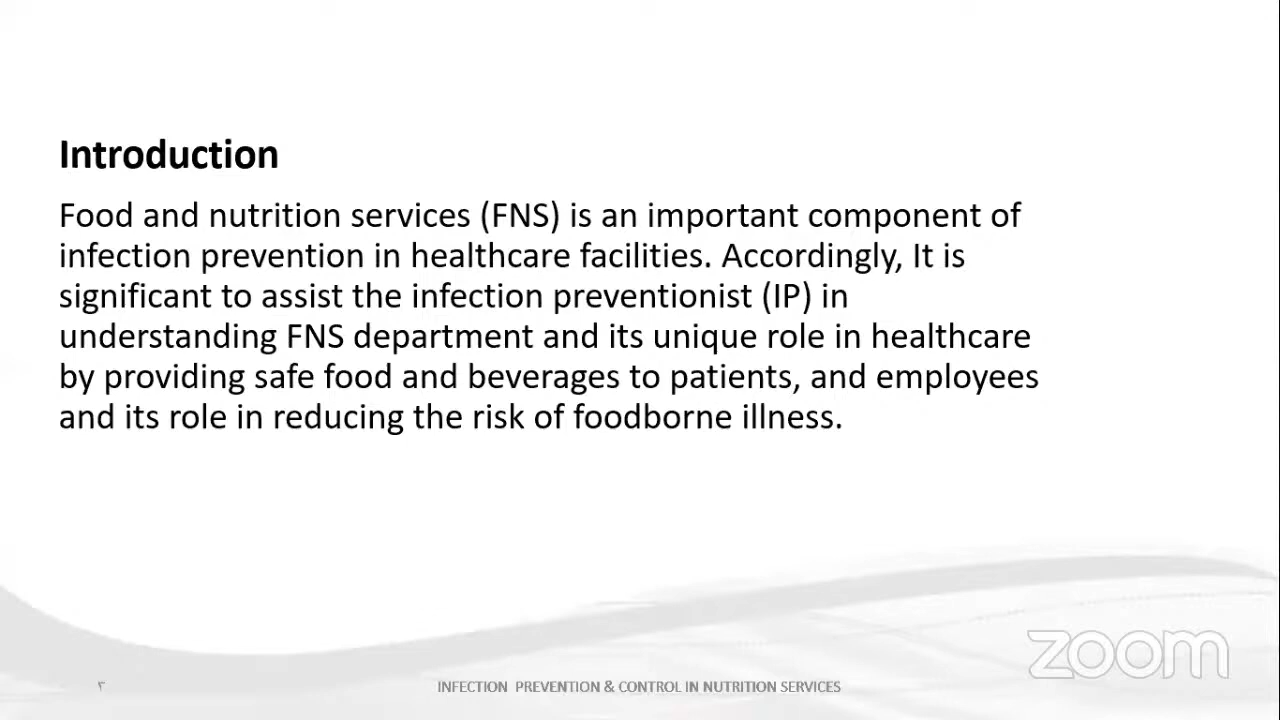 Introduction
Food and nutrition services (FNS) is an important component of
infection prevention in healthcare facilities. Accordingly, It is
significant to assist the infection preventionist (IP) in
understanding FNS department and its unique role in healthcare
by providing safe food and beverages to patients, and employees
and its role in reducing the risk of foodborne illness.
zoom
٣
INFECTION PREVENTION & CONTROL IN NUTRITION SERVICES